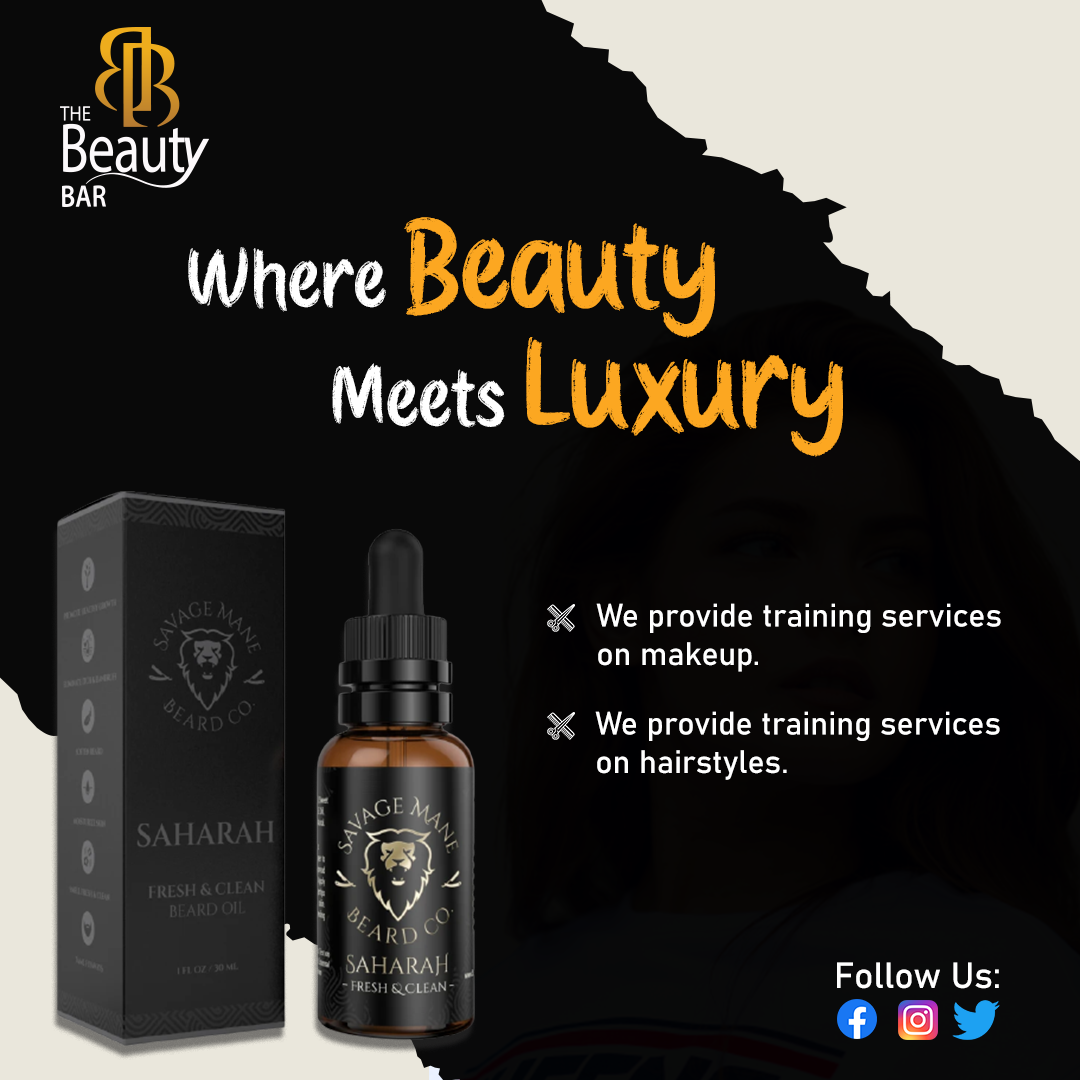 THE
Beauty
BAR
Where Beauty
Meets Luxury
We provide training services
on makeup.
We provide training services
on hairstyles.
SAVAGE MANE
BEARD CO.
SAHARAH
FRESH & CLEAN
BEARD OIL
1 FL OZ / 30 ML
SAVAGE MANE
BEARD CO.
SAHARAH
- FRESH & CLEAN -
Follow Us: